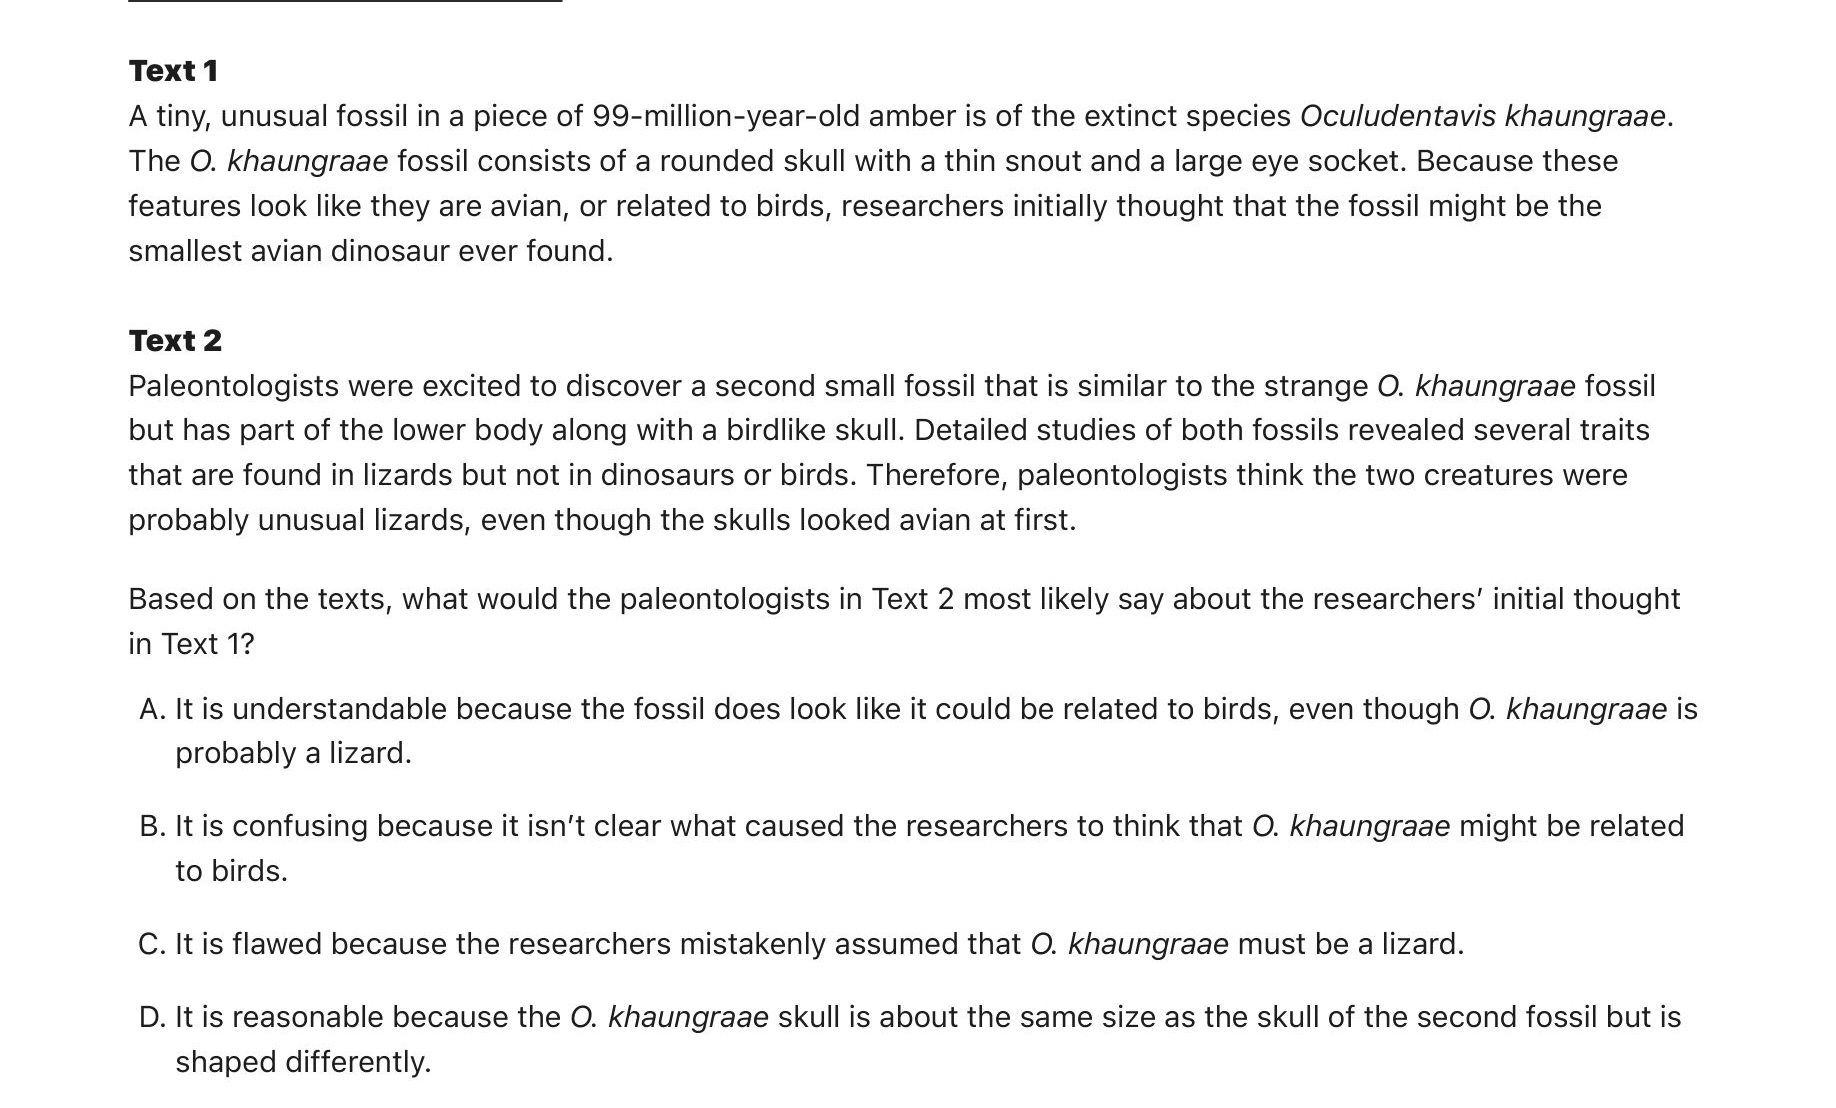 Text 1
A tiny, unusual fossil in a piece of 99-million-year-old amber is of the extinct species Oculudentavis khaungraae.
The O. khaungraae fossil consists of a rounded skull with a thin snout and a large eye socket. Because these
features look like they are avian, or related to birds, researchers initially thought that the fossil might be the
smallest avian dinosaur ever found.
Text 2
Paleontologists were excited to discover a second small fossil that is similar to the strange O. khaungraae fossil
but has part of the lower body along with a birdlike skull. Detailed studies of both fossils revealed several traits
that are found in lizards but not in dinosaurs or birds. Therefore, paleontologists think the two creatures were
probably unusual lizards, even though the skulls looked avian at first.
Based on the texts, what would the paleontologists in Text 2 most likely say about the researchers’ initial thought
in Text 1?
A. It is understandable because the fossil does look like it could be related to birds, even though O. khaungraae is
probably a lizard.
B. It is confusing because it isn’t clear what caused the researchers to think that O. khaungraae might be related
to birds.
C. It is flawed because the researchers mistakenly assumed that O. khaungraae must be a lizard.
D. It is reasonable because the O. khaungraae skull is about the same size as the skull of the second fossil but is
shaped differently.